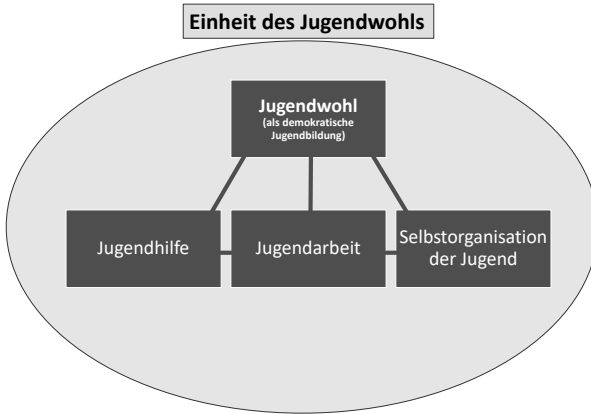 Einheit des Jugendwohls
Jugendwohl
(als demokratische
Jugendbildung)
Jugendhilfe
Jugendarbeit
Selbstorganisation
der Jugend